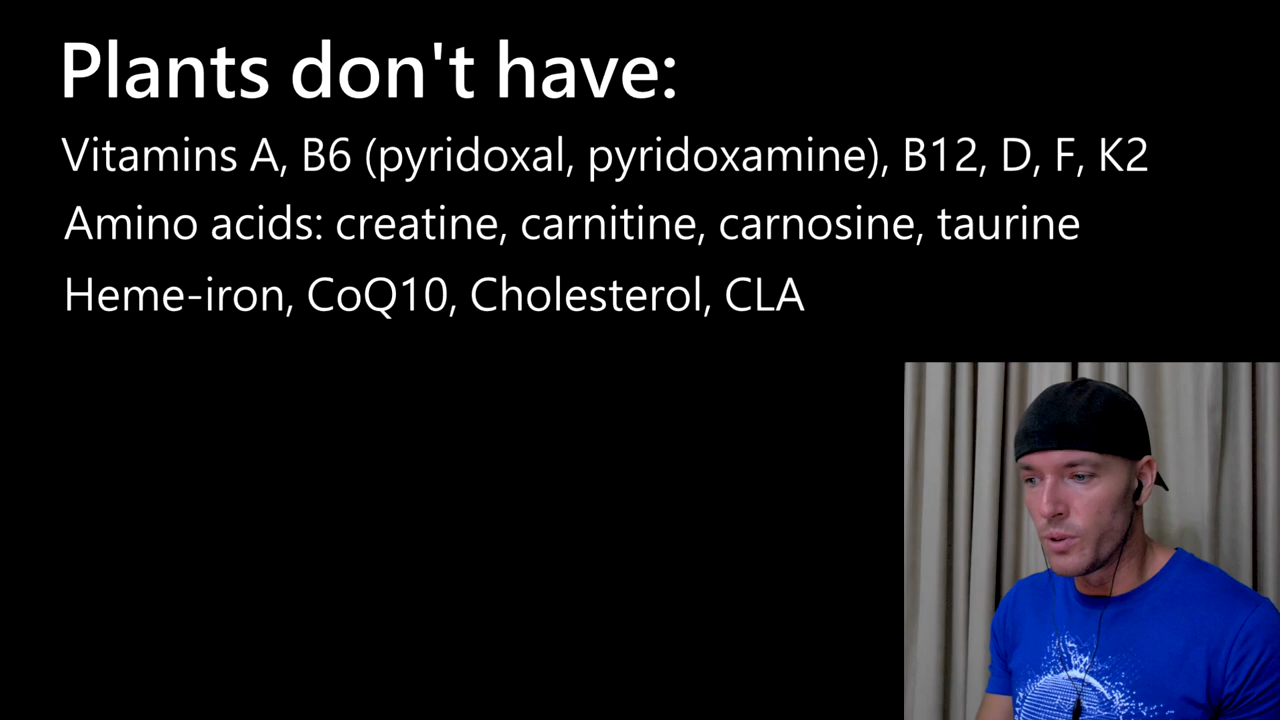 Plants don't have:
Vitamins A, B6 (pyridoxal, pyridoxamine), B12, D, F, K2
Amino acids: creatine, carnitine, carnosine, taurine
Heme-iron, CoQ10, Cholesterol, CLA